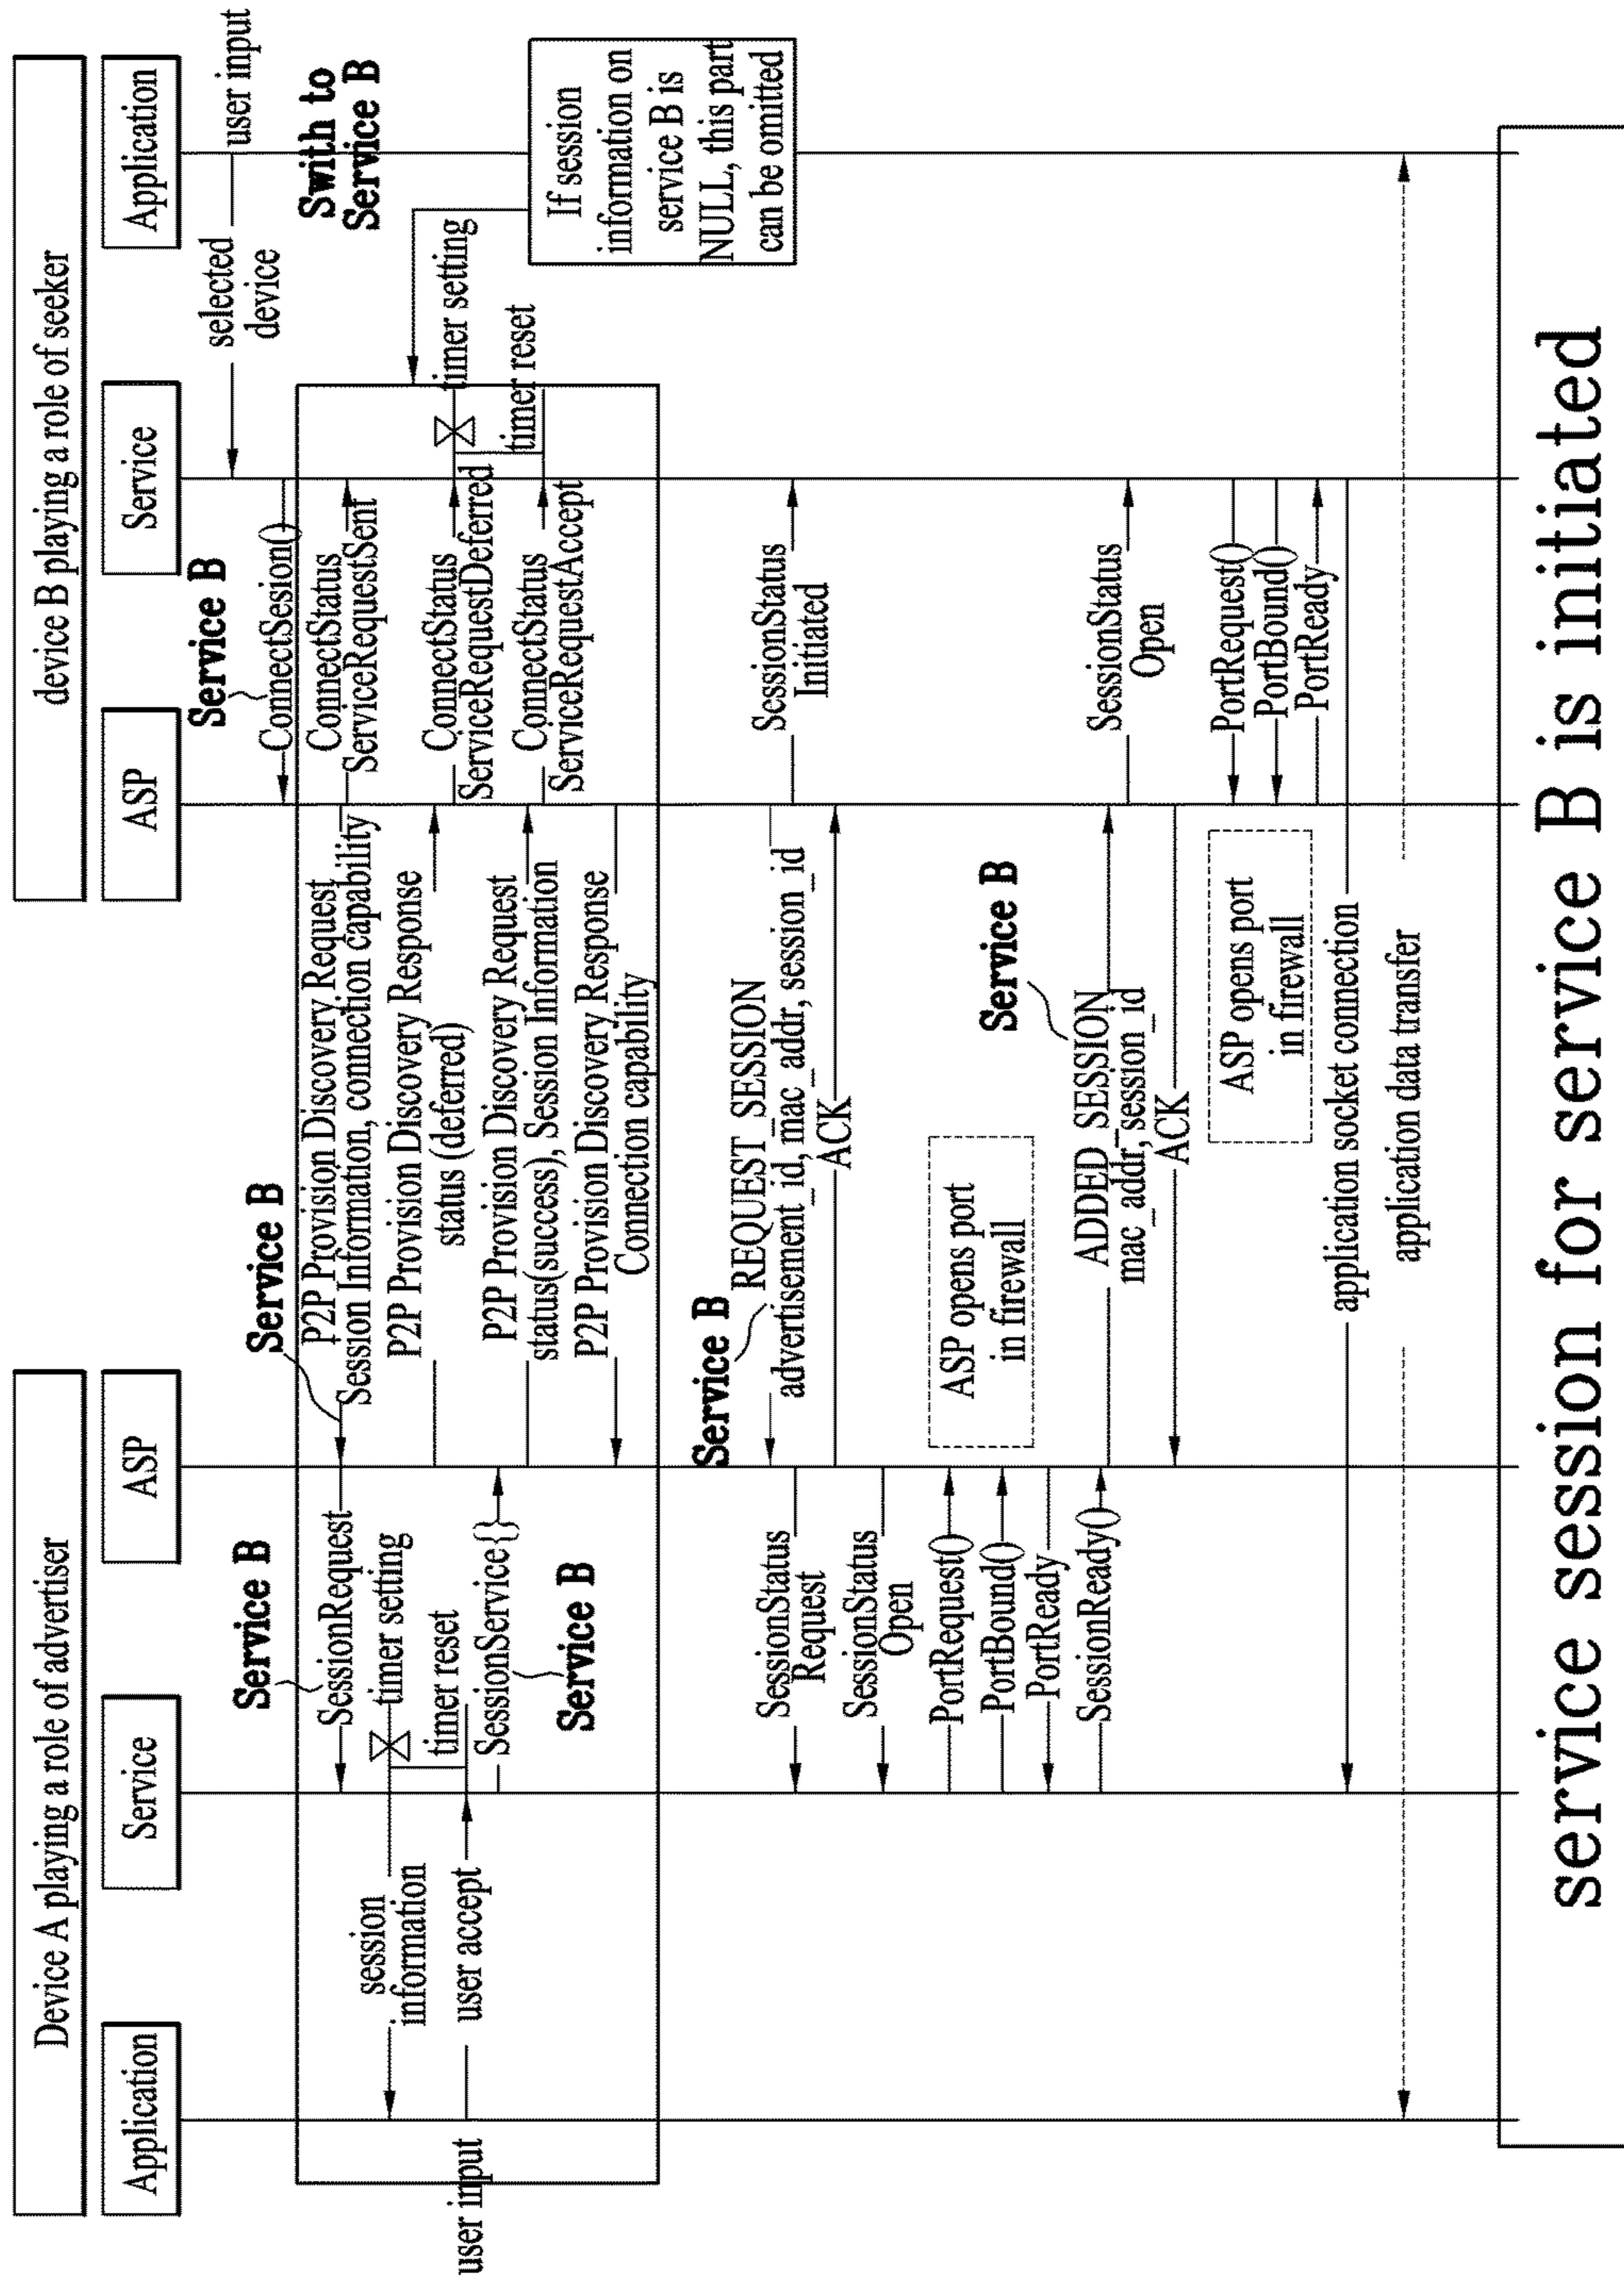 Device A playing a role of advertiser
device B playing a role of seeker
Application
Service
ASP
ASP
Service
Application
user input
selected
device
Service B
ConnectSesion()
Swith to
Service B
Service B
SessionRequest
Service B
P2P Provision Discovery Request
Session Information, connection capability
ConnectStatus
ServiceRequestSent
timer setting
session
information
P2P Provision Discovery Response
status (deferred)
ConnectStatus
ServiceRequestDeferred
timer setting
user input
user accept
timer reset
SessionService{}
Service B
P2P Provision Discovery Request
status(success), Session Information
ConnectStatus
ServiceRequestAccept
timer reset
P2P Provision Discovery Response
Connection capability
If session
information on
service B is
NULL, this part
can be omitted
Service B
REQUEST_SESSION
advertisement_id, mac_addr, session_id
SessionStatus
Initiated
SessionStatus
Request
ACK
SessionStatus
Open
PortRequest()
ASP opens port
in firewall
PortBound()
PortReady
Service B
SessionReady()
ADDED_SESSION
mac_addr, session_id
SessionStatus
Open
ACK
PortRequest()
ASP opens port
in firewall
PortBound()
PortReady
application socket connection
application data transfer
service session for service B is initiated